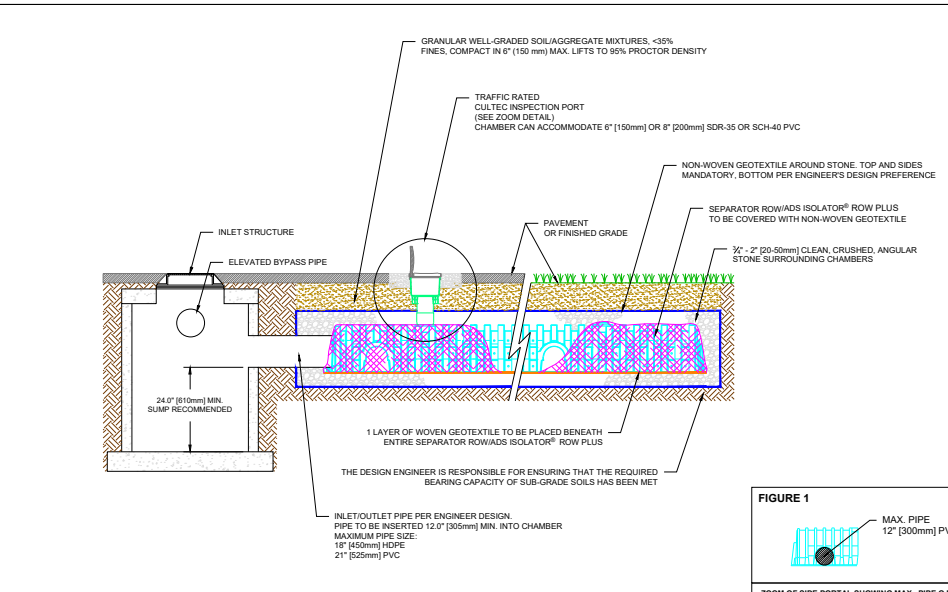 GRANULAR WELL-GRADED SOIL/AGGREGATE MIXTURES, <35%
FINES, COMPACT IN 6" (150 mm) MAX. LIFTS TO 95% PROCTOR DENSITY
TRAFFIC RATED
CULTEC INSPECTION PORT
(SEE ZOOM DETAIL)
CHAMBER CAN ACCOMMODATE 6" [150mm] OR 8" [200mm] SDR-35 OR SCH-40 PVC
NON-WOVEN GEOTEXTILE AROUND STONE. TOP AND SIDES
MANDATORY, BOTTOM PER ENGINEER'S DESIGN PREFERENCE
SEPARATOR ROW/ADS ISOLATOR® ROW PLUS
TO BE COVERED WITH NON-WOVEN GEOTEXTILE
PAVEMENT
OR FINISHED GRADE
INLET STRUCTURE
¾" - 2" [20-50mm] CLEAN, CRUSHED, ANGULAR
STONE SURROUNDING CHAMBERS
ELEVATED BYPASS PIPE
24.0" [610mm] MIN.
SUMP RECOMMENDED
1 LAYER OF WOVEN GEOTEXTILE TO BE PLACED BENEATH
ENTIRE SEPARATOR ROW/ADS ISOLATOR® ROW PLUS
THE DESIGN ENGINEER IS RESPONSIBLE FOR ENSURING THAT THE REQUIRED
BEARING CAPACITY OF SUB-GRADE SOILS HAS BEEN MET
INLET/OUTLET PIPE PER ENGINEER DESIGN.
PIPE TO BE INSERTED 12.0" [305mm] MIN. INTO CHAMBER
MAXIMUM PIPE SIZE:
18" [450mm] HDPE
21" [525mm] PVC
FIGURE 1
MAX. PIPE
12" [300mm] PV
ZOOM OF SIDE PORTAL SHOWING MAX. PIPE